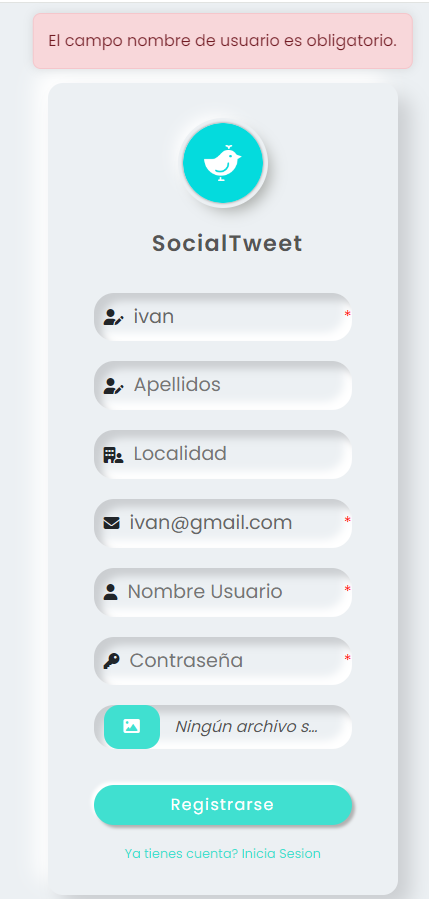 El campo nombre de usuario es obligatorio.
SocialTweet
ivan *
Apellidos
Localidad
ivan@gmail.com *
Nombre Usuario *
Contraseña *
Ningún archivo s...
Registrarse
Ya tienes cuenta? Inicia Sesion